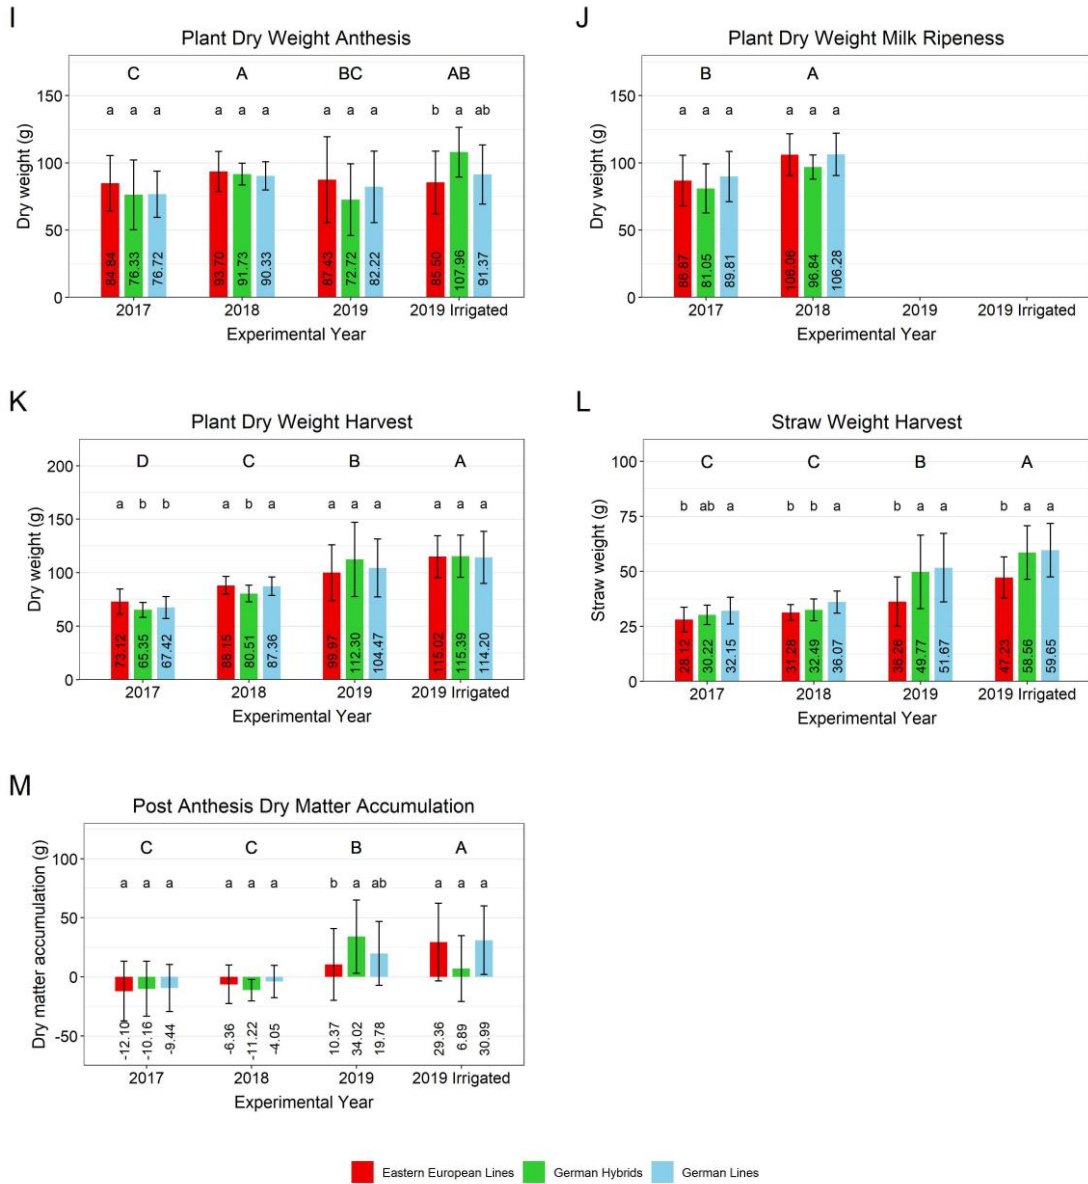 I
Plant Dry Weight Anthesis
C A BC AB
a a a a a a a a a b a ab
150
100
50
0
Dry weight (g)
84.84 76.33 76.72 93.70 91.73 90.33 87.43 72.72 82.22 85.50 107.96 91.37
2017 2018 2019 2019 Irrigated
Experimental Year
J
Plant Dry Weight Milk Ripeness
B A
a a a a a a
150
100
50
0
Dry weight (g)
86.87 81.05 89.81 106.06 96.84 106.28
2017 2018 2019 2019 Irrigated
Experimental Year
K
Plant Dry Weight Harvest
D C B A
a b b a b a a a a a a a
200
150
100
50
0
Dry weight (g)
73.12 65.35 67.42 88.15 80.51 87.36 99.97 112.30 104.47 115.02 115.39 114.20
2017 2018 2019 2019 Irrigated
Experimental Year
L
Straw Weight Harvest
C C B A
b ab a b b a b a a b a a
100
75
50
25
0
Straw weight (g)
28.12 30.22 32.15 31.28 32.49 36.07 36.26 49.77 51.67 47.23 58.56 59.65
2017 2018 2019 2019 Irrigated
Experimental Year
M
Post Anthesis Dry Matter Accumulation
C C B A
a a a a a a b a ab a a a
100
50
0
-50
Dry matter accumulation (g)
-12.10 -10.16 -9.44 -6.36 -11.22 -4.05 10.37 34.02 19.78 29.36 6.89 30.99
2017 2018 2019 2019 Irrigated
Experimental Year
Eastern European Lines German Hybrids German Lines